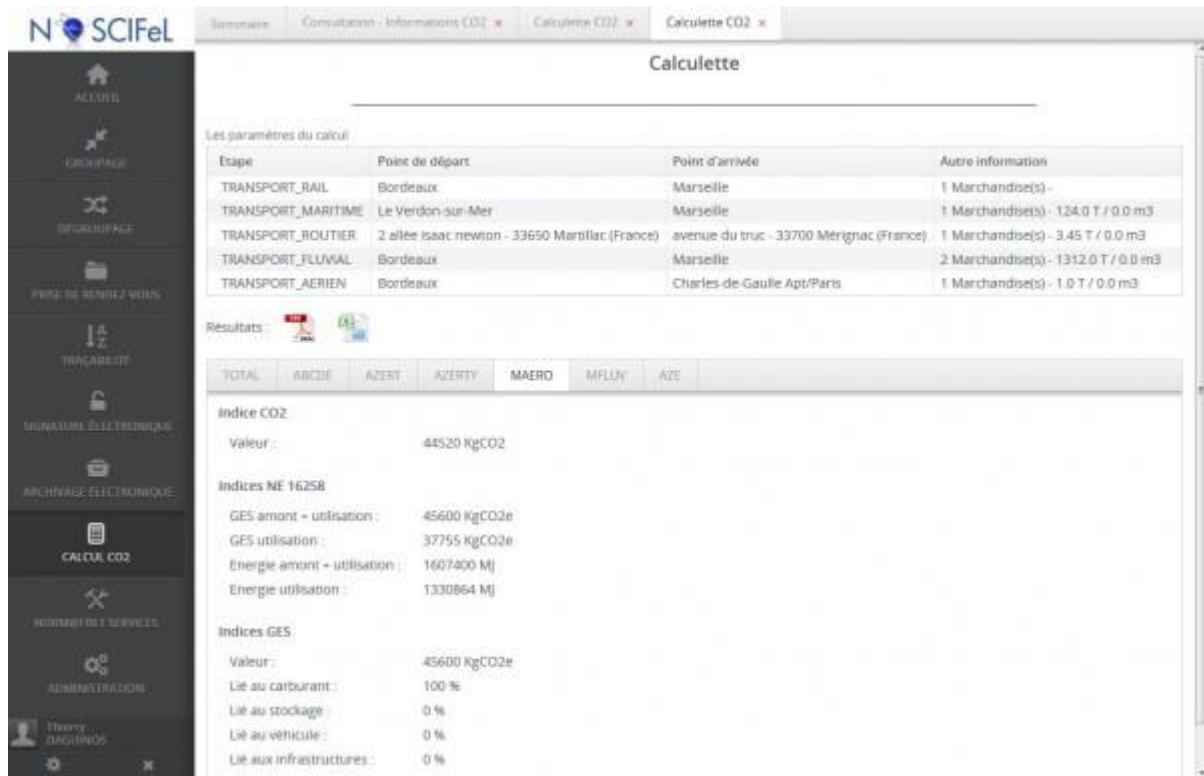 N SCIFeL
Sommaire Consultation - Informations CO2 x Calculette CO2 x Calculette CO2 x
ACCUEIL
GROUPAGE
DÉGROUPAGE
PRISE DE RENDEZ-VOUS
TRAÇABILITÉ
SIGNATURE ÉLECTRONIQUE
ARCHIVAGE ÉLECTRONIQUE
CALCUL CO2
SERVICES
ADMINISTRATION
Thierry
DAGUINOS
Calculette
Les paramètres du calcul
Etape Point de départ Point d'arrivée Autre information
TRANSPORT_RAIL Bordeaux Marseille 1 Marchandise(s) -
TRANSPORT_MARITIME Le Verdon-sur-Mer Marseille 1 Marchandise(s) - 124.0 T / 0.0 m3
TRANSPORT_ROUTIER 2 allée isaac newton - 33650 Martillac (France) avenue du truc - 33700 Mérignac (France) 1 Marchandise(s) - 3.45 T / 0.0 m3
TRANSPORT_FLUVIAL Bordeaux Marseille 2 Marchandise(s) - 1312.0 T / 0.0 m3
TRANSPORT_AERIEN Bordeaux Charles-de-Gaulle Apt/Paris 1 Marchandise(s) - 1.0 T / 0.0 m3
Résultats :
TOTAL ABCDE AZERT AZERTY MAERO MFLUV AZE
Indice CO2
Valeur : 44520 KgCO2
Indices NE 16258
GES amont + utilisation : 45600 KgCO2e
GES utilisation : 37755 KgCO2e
Energie amont + utilisation : 1607400 MJ
Energie utilisation : 1330864 MJ
Indices GES
Valeur : 45600 KgCO2e
Lié au carburant : 100 %
Lié au stockage : 0 %
Lié au véhicule : 0 %
Lié aux infrastructures : 0 %